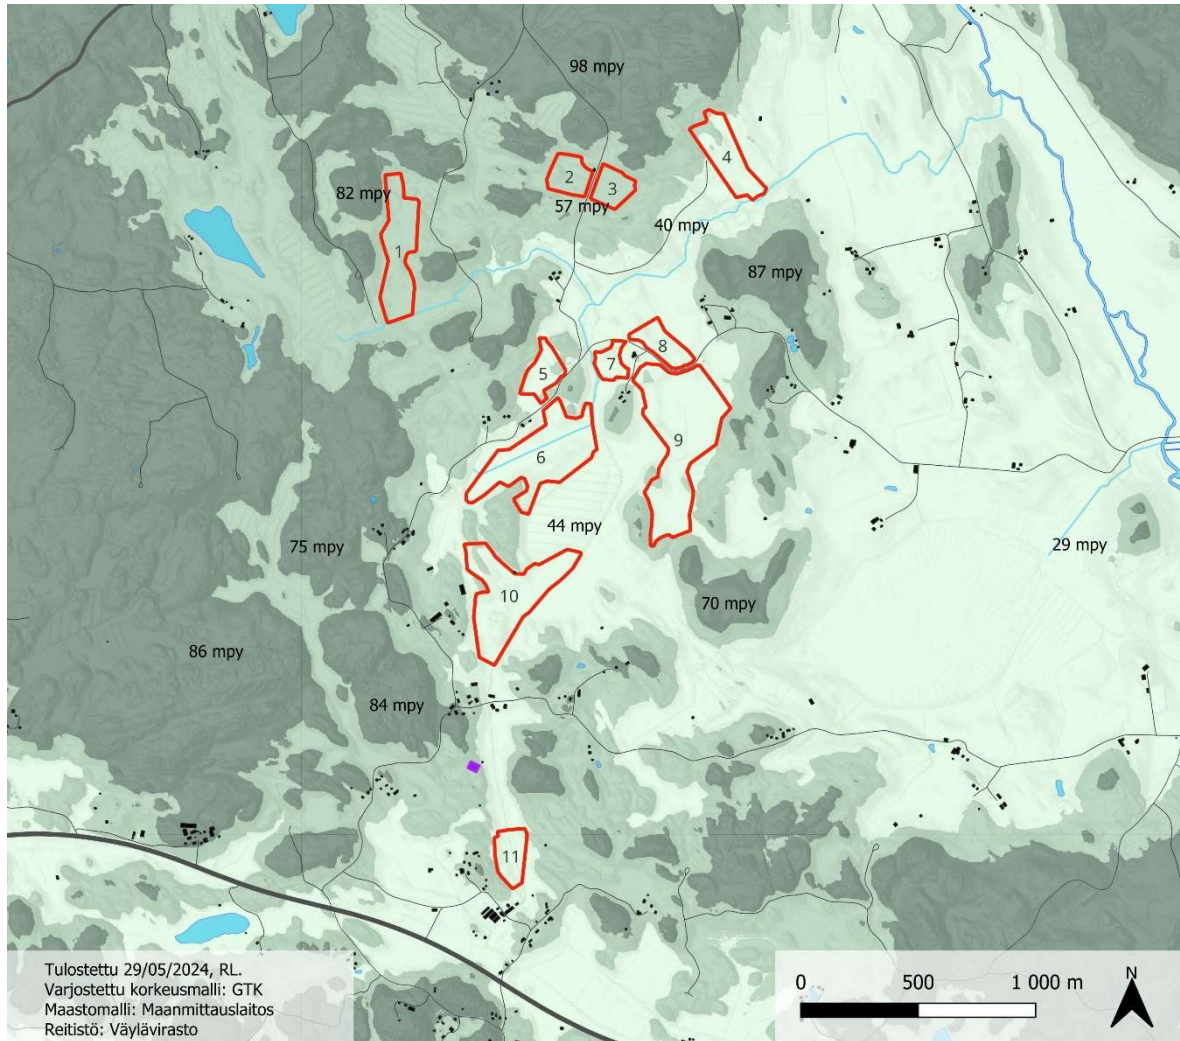 98 mpy
4
2
3
82 mpy
57 mpy
40 mpy
1
87 mpy
8
7
5
9
6
44 mpy
75 mpy
29 mpy
10
70 mpy
86 mpy
84 mpy
11
Tulostettu 29/05/2024, RL.
Varjostettu korkeusmalli: GTK
Maastomalli: Maanmittauslaitos
Reitistö: Väylävirasto
0 500 1 000 m
N